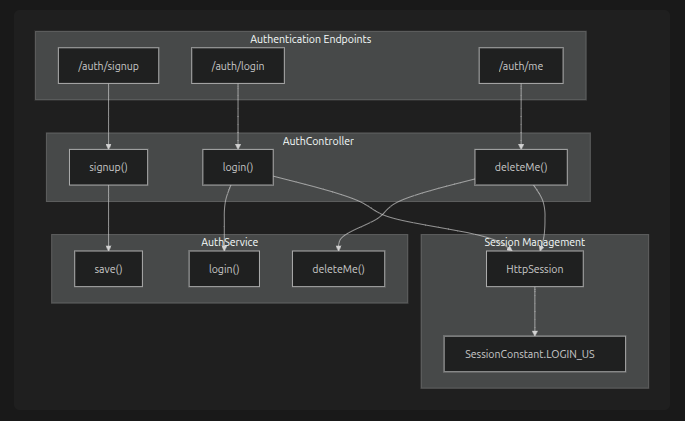 Authentication Endpoints
/auth/signup
/auth/login
/auth/me
AuthController
signup()
login()
deleteMe()
AuthService
Session Management
save()
login()
deleteMe()
HttpSession
SessionConstant.LOGIN_US